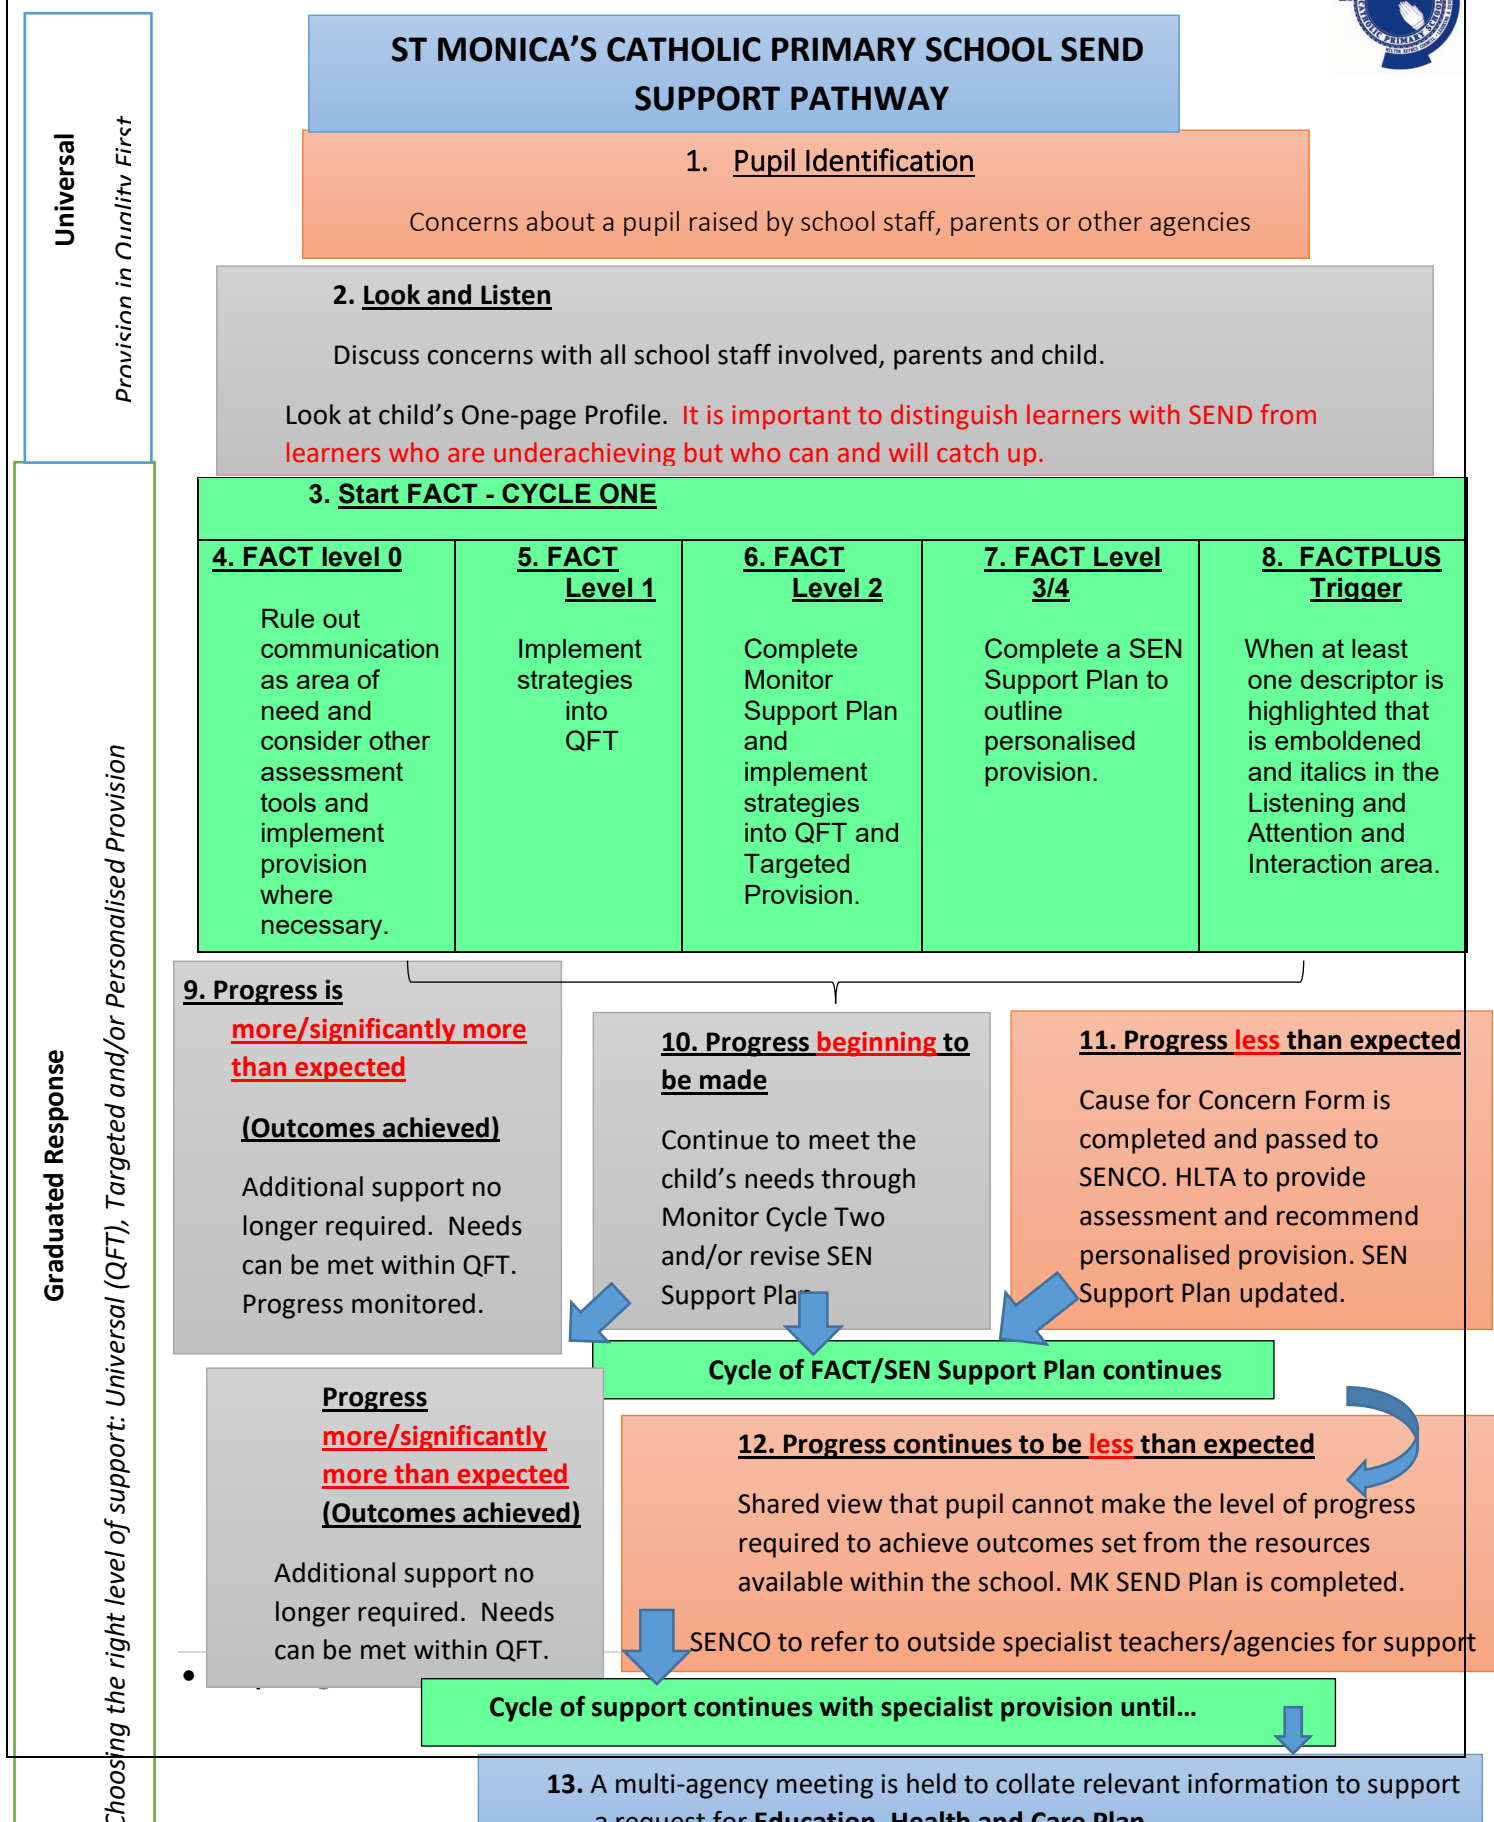 CATHOLIC PRIMARY SCHOOL
ST MONICA'S CATHOLIC PRIMARY SCHOOL SEND
SUPPORT PATHWAY
Universal
Provision in Quality First
1. Pupil Identification
Concerns about a pupil raised by school staff, parents or other agencies
2. Look and Listen
Discuss concerns with all school staff involved, parents and child.
Look at child's One-page Profile. It is important to distinguish learners with SEND from
learners who are underachieving but who can and will catch up.
3. Start FACT - CYCLE ONE
4. FACT level 0
Rule out
communication
as area of
need and
consider other
assessment
tools and
implement
provision
where
necessary.
5. FACT
Level 1
Implement
strategies
into
QFT
6. FACT
Level 2
Complete
Monitor
Support Plan
and
implement
strategies
into QFT and
Targeted
Provision.
7. FACT Level
3/4
Complete a SEN
Support Plan to
outline
personalised
provision.
8. FACTPLUS
Trigger
When at least
one descriptor is
highlighted that
is emboldened
and italics in the
Listening and
Attention and
Interaction area.
Graduated Response
Choosing the right level of support: Universal (QFT), Targeted and/or Personalised Provision
9. Progress is
more/significantly more
than expected
(Outcomes achieved)
Additional support no
longer required. Needs
can be met within QFT.
Progress monitored.
10. Progress beginning to
be made
Continue to meet the
child's needs through
Monitor Cycle Two
and/or revise SEN
Support Plan
11. Progress less than expected
Cause for Concern Form is
completed and passed to
SENCO. HLTA to provide
assessment and recommend
personalised provision. SEN
Support Plan updated.
Cycle of FACT/SEN Support Plan continues
Progress
more/significantly
more than expected
(Outcomes achieved)
Additional support no
longer required. Needs
can be met within QFT.
12. Progress continues to be less than expected
Shared view that pupil cannot make the level of progress
required to achieve outcomes set from the resources
available within the school. MK SEND Plan is completed.
SENCO to refer to outside specialist teachers/agencies for support
Cycle of support continues with specialist provision until…
13. A multi-agency meeting is held to collate relevant information to support
a request for Education, Health and Care Plan